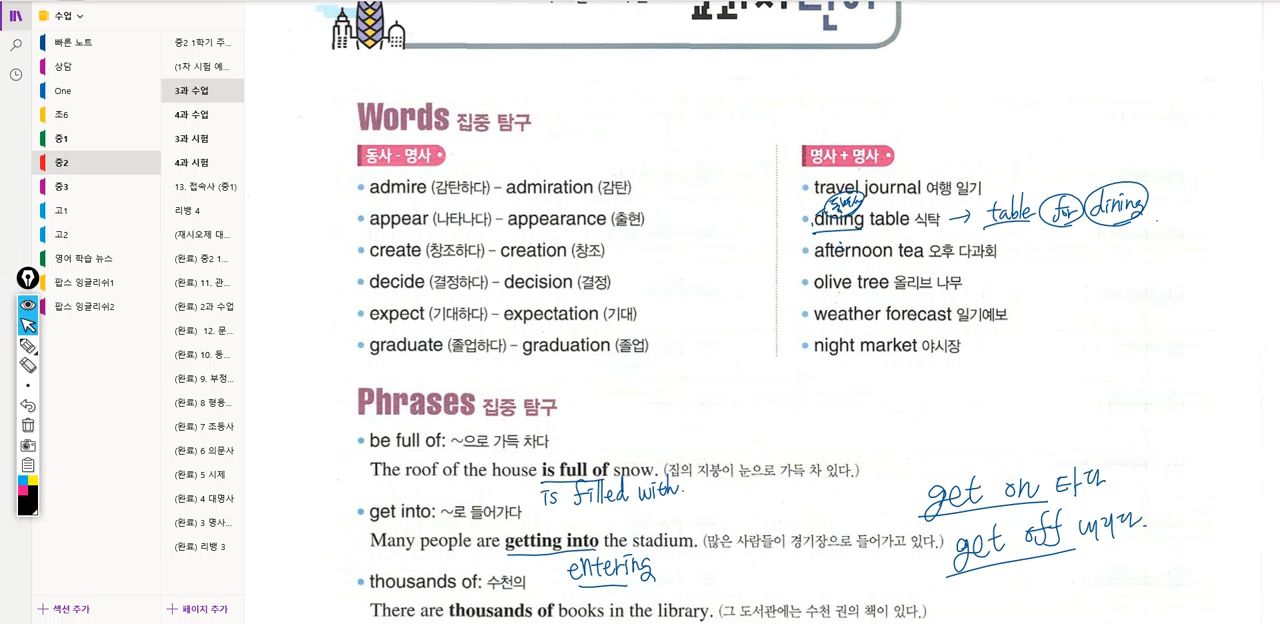 수업
빠른 노트
상담
One
초6
중1
중2
중3
고1
고2
영어 학습 뉴스
팝스 잉글리쉬1
팝스 잉글리쉬2
섹션 추가
중2 1학기 주...
(1차 시험 예...
3과 수업
4과 수업
3과 시험
4과 시험
13. 접속사 (중1)
리뱅 4
(재시오제 대...
(완료) 중2 1...
(완료) 11. 관...
(완료) 2과 수업
(완료) 12. 문...
(완료) 10. 동...
(완료) 9. 부정...
(완료) 8 형용...
(완료) 7 조동사
(완료) 6 의문사
(완료) 5 시제
(완료) 4 대명사
(완료) 3 명사...
(완료) 리뱅 3
페이지 추가
Words 집중 탐구
동사 - 명사
admire (감탄하다) – admiration (감탄)
appear (나타나다) – appearance (출현)
create (창조하다) – creation (창조)
decide (결정하다) – decision (결정)
expect (기대하다) – expectation (기대)
graduate (졸업하다) – graduation (졸업)
명사 + 명사
travel journal 여행 일기
dining table 식탁 → table for dining
afternoon tea 오후 다과회
olive tree 올리브 나무
weather forecast 일기예보
night market 야시장
Phrases 집중 탐구
be full of: ~으로 가득 차다
The roof of the house is full of snow. (집의 지붕이 눈으로 가득 차 있다.)
is filled with.
get into: ~로 들어가다
Many people are getting into the stadium. (많은 사람들이 경기장으로 들어가고 있다.)
entering
get on 타다
get off 내리다.
thousands of: 수천의
There are thousands of books in the library. (그 도서관에는 수천 권의 책이 있다.)